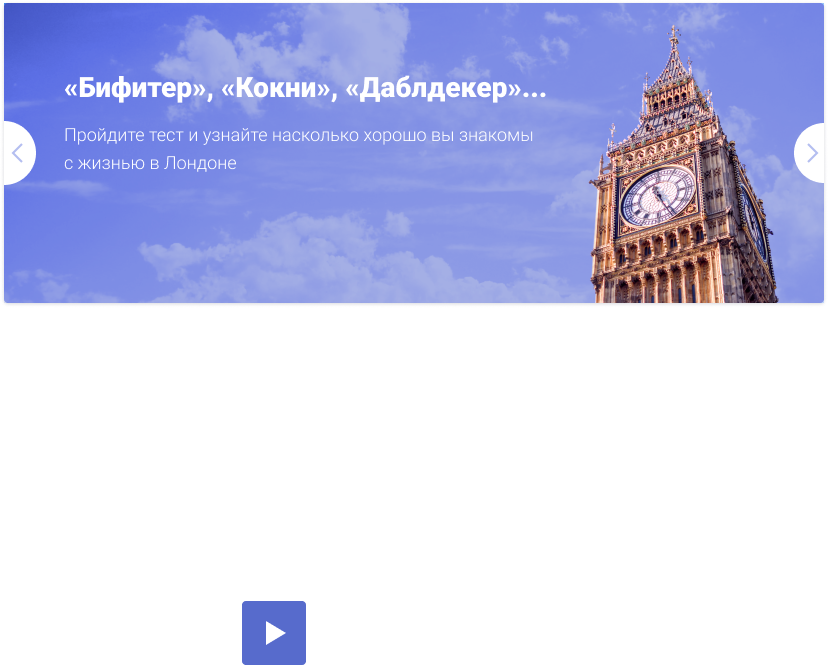 «Бифитер», «Кокни», «Даблдекер»...
Пройдите тест и узнайте насколько хорошо вы знакомы
с жизнью в Лондоне